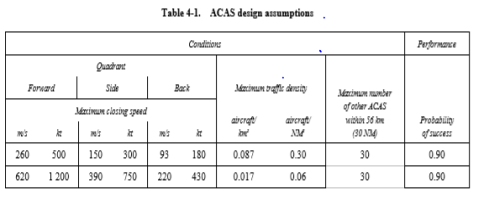 Table 4-1. ACAS design assumptions
Conditions Performance
Quadrant
Forward Side Back Maximum traffic density Maximum number of other ACAS within 56 km (30 NM) Probability of success
Maximum closing speed
m/s kt m/s kt m/s kt aircraft/ km² aircraft/ NM²
260 500 150 300 93 180 0.087 0.30 30 0.90
620 1 200 390 750 220 430 0.017 0.06 30 0.90